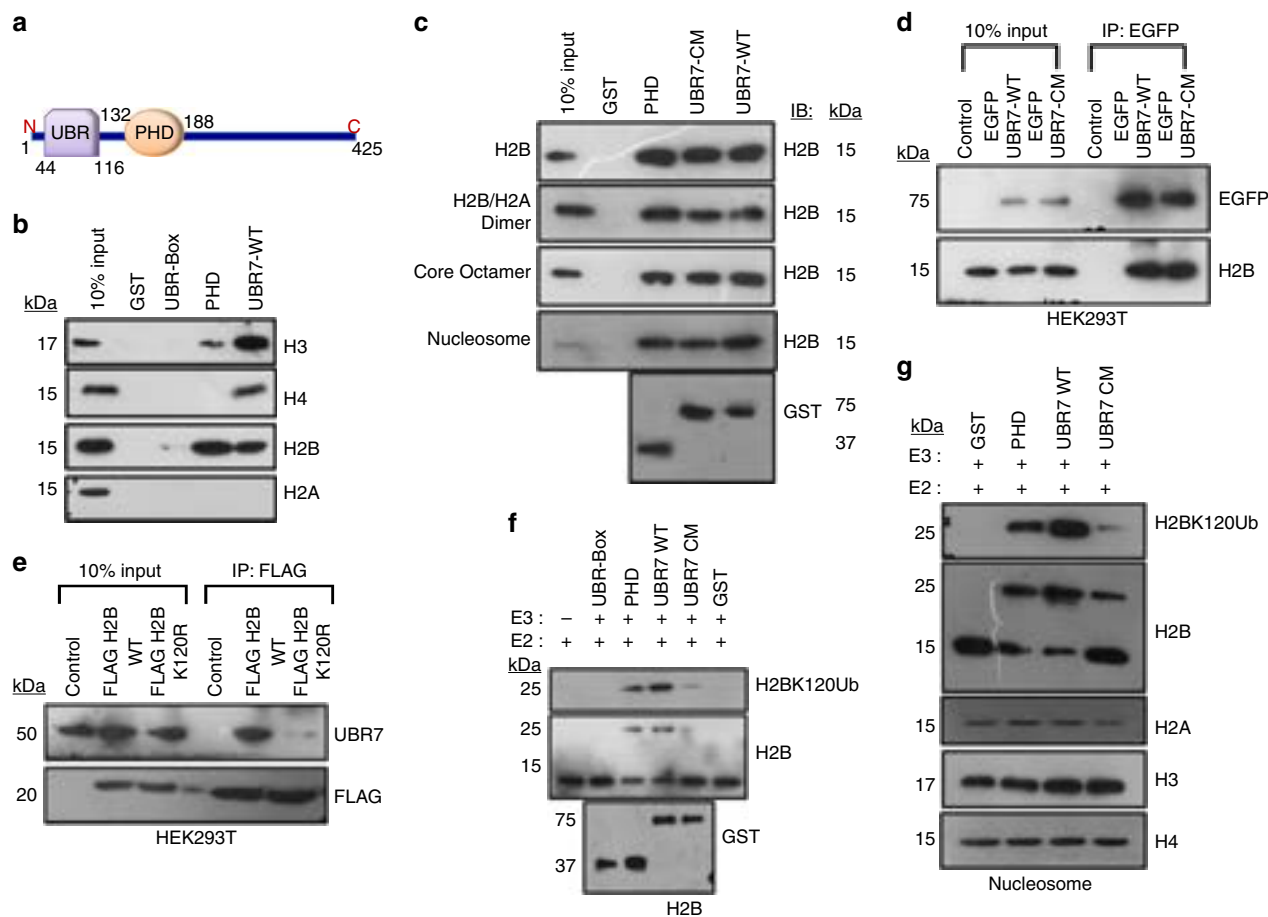 a
N
UBR
132
PHD
188
C
1
44
116
425
b
kDa
10% input
GST
UBR-Box
PHD
UBR7-WT
17
H3
15
H4
15
H2B
15
H2A
c
10% input
GST
PHD
UBR7-CM
UBR7-WT
IB:
kDa
H2B
H2B
15
H2B/H2A
Dimer
H2B
15
Core Octamer
H2B
15
Nucleosome
H2B
15
GST
75
37
d
10% input
IP: EGFP
kDa
Control
EGFP
UBR7-WT
EGFP
UBR7-CM
Control
EGFP
UBR7-WT
EGFP
UBR7-CM
75
EGFP
15
H2B
HEK293T
e
10% input
IP: FLAG
kDa
Control
FLAG H2B
WT
FLAG H2B
K120R
Control
FLAG H2B
WT
FLAG H2B
K120R
50
UBR7
20
FLAG
HEK293T
f
UBR-Box
PHD
UBR7 WT
UBR7 CM
GST
E3 : – + + + + +
E2 : + + + + + +
kDa
25
H2BK120Ub
25
15
H2B
75
37
GST
H2B
g
GST
PHD
UBR7 WT
UBR7 CM
kDa
E3 : + + + +
E2 : + + + +
25
H2BK120Ub
25
15
H2B
15
H2A
17
H3
15
H4
Nucleosome